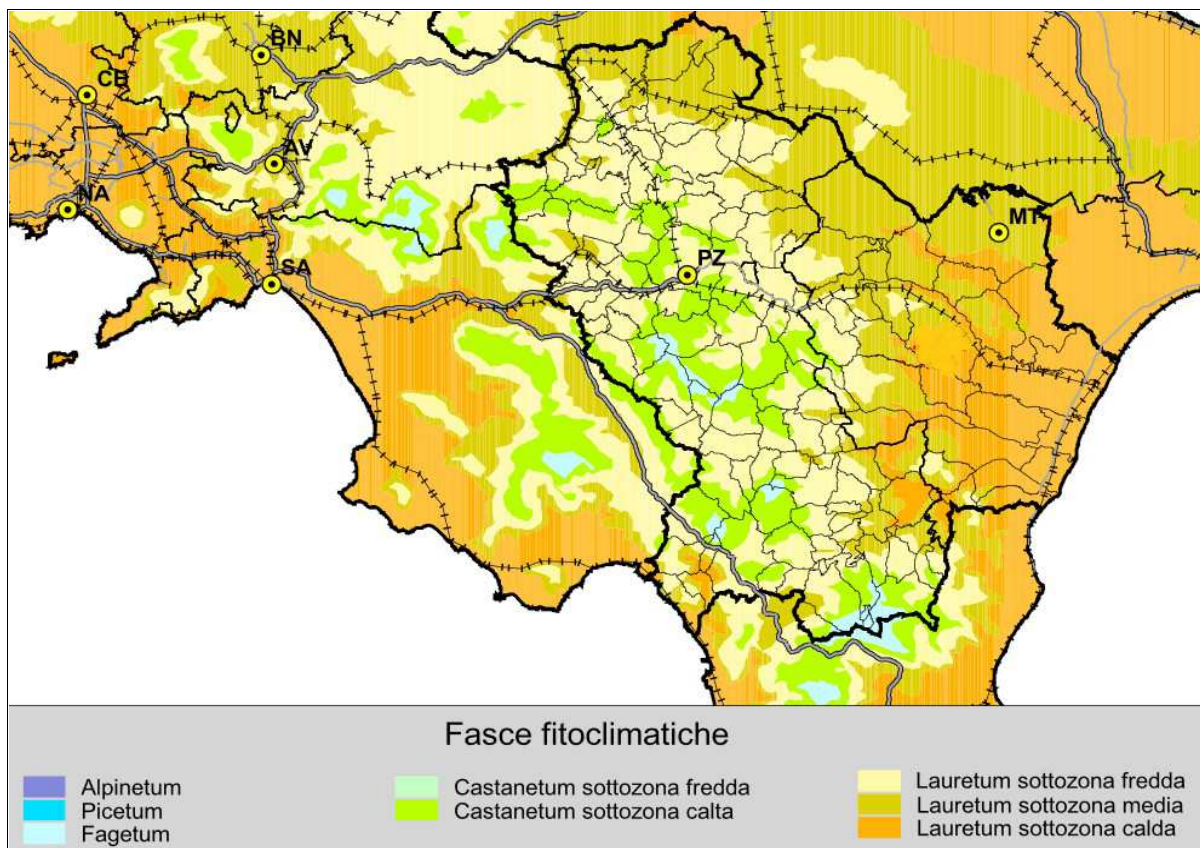 BN
CE
AV
NA
MT
PZ
SA
Fasce fitoclimatiche
Alpinetum
Picetum
Fagetum
Castanetum sottozona fredda
Castanetum sottozona calta
Lauretum sottozona fredda
Lauretum sottozona media
Lauretum sottozona calda